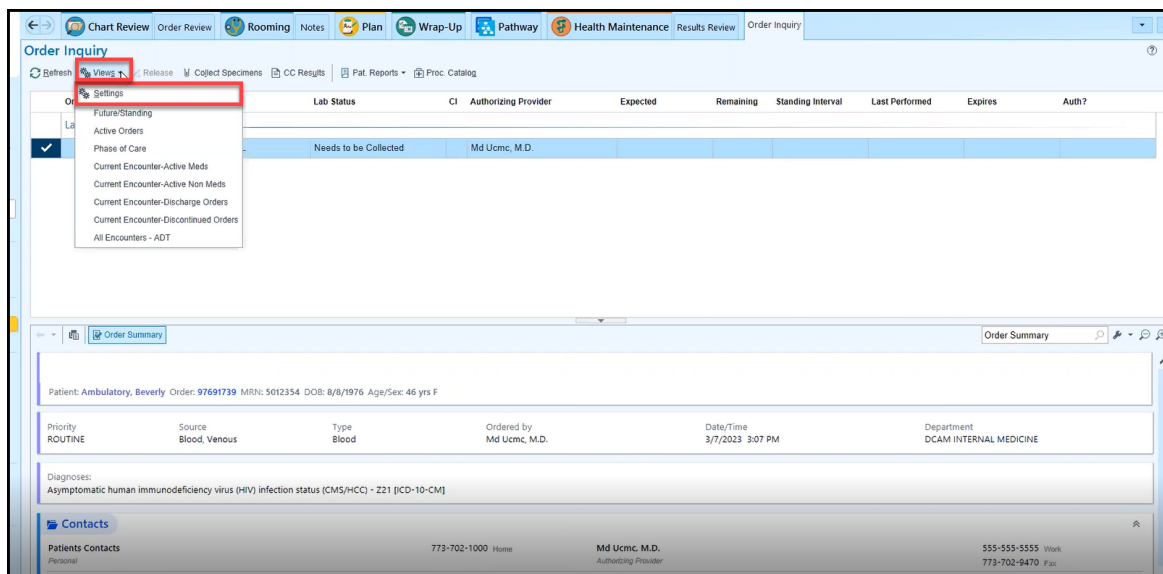 Chart Review Order Review Rooming Notes Plan Wrap-Up Pathway Health Maintenance Results Review Order Inquiry
Order Inquiry
Refresh Views Release Collect Specimens CC Results Pat. Reports Proc. Catalog
Lab Status CI Authorizing Provider Expected Remaining Standing Interval Last Performed Expires Auth?
Settings
Future/Standing
Active Orders
Phase of Care
Needs to be Collected Md Ucmc, M.D.
Current Encounter-Active Meds
Current Encounter-Active Non Meds
Current Encounter-Discharge Orders
Current Encounter-Discontinued Orders
All Encounters - ADT
Order Summary Order Summary
Patient: Ambulatory, Beverly Order: 97691739 MRN: 5012354 DOB: 8/8/1976 Age/Sex: 46 yrs F
Priority Source Type Ordered by Date/Time Department
ROUTINE Blood, Venous Blood Md Ucmc, M.D. 3/7/2023 3:07 PM DCAM INTERNAL MEDICINE
Diagnoses:
Asymptomatic human immunodeficiency virus (HIV) infection status (CMS/HCC) - Z21 [ICD-10-CM]
Contacts
Patients Contacts 773-702-1000 Home Md Ucmc, M.D. 555-555-5555 Work
Personal Authorizing Provider 773-702-9470 Fax